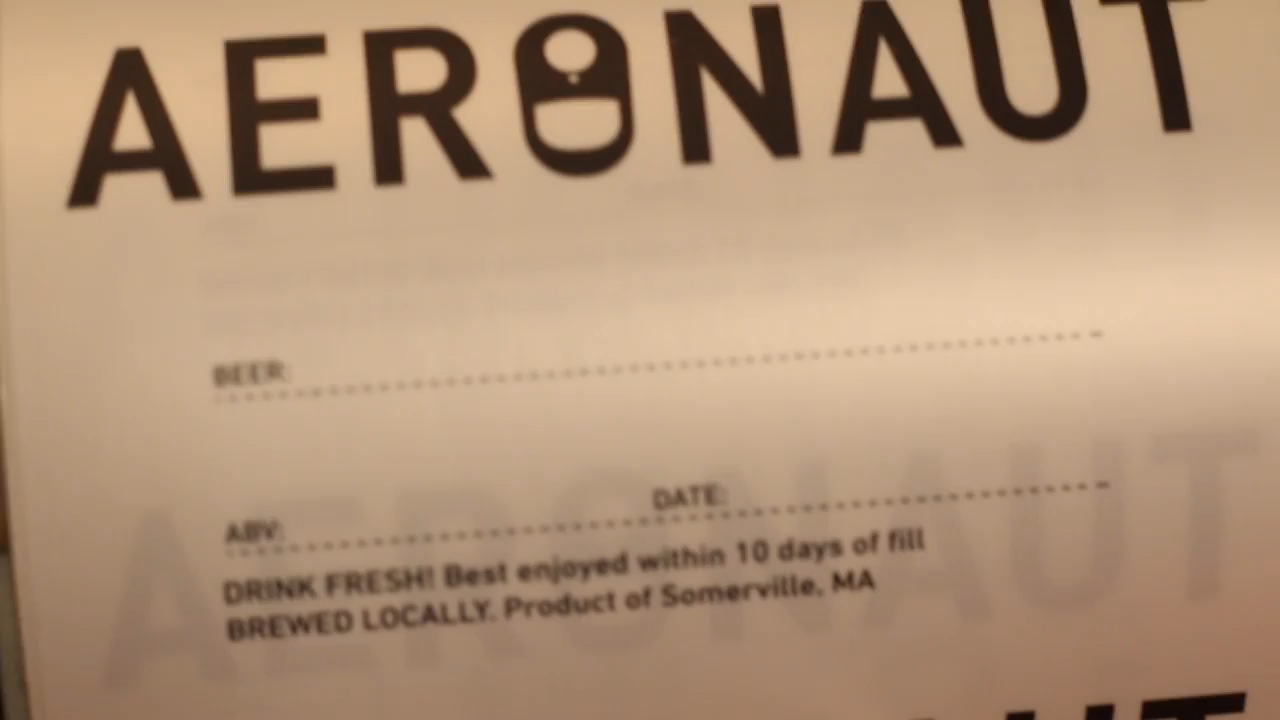 AERONAUT
BEER:
ABV: DATE:
DRINK FRESH! Best enjoyed within 10 days of fill
BREWED LOCALLY. Product of Somerville, MA
AERONAUT